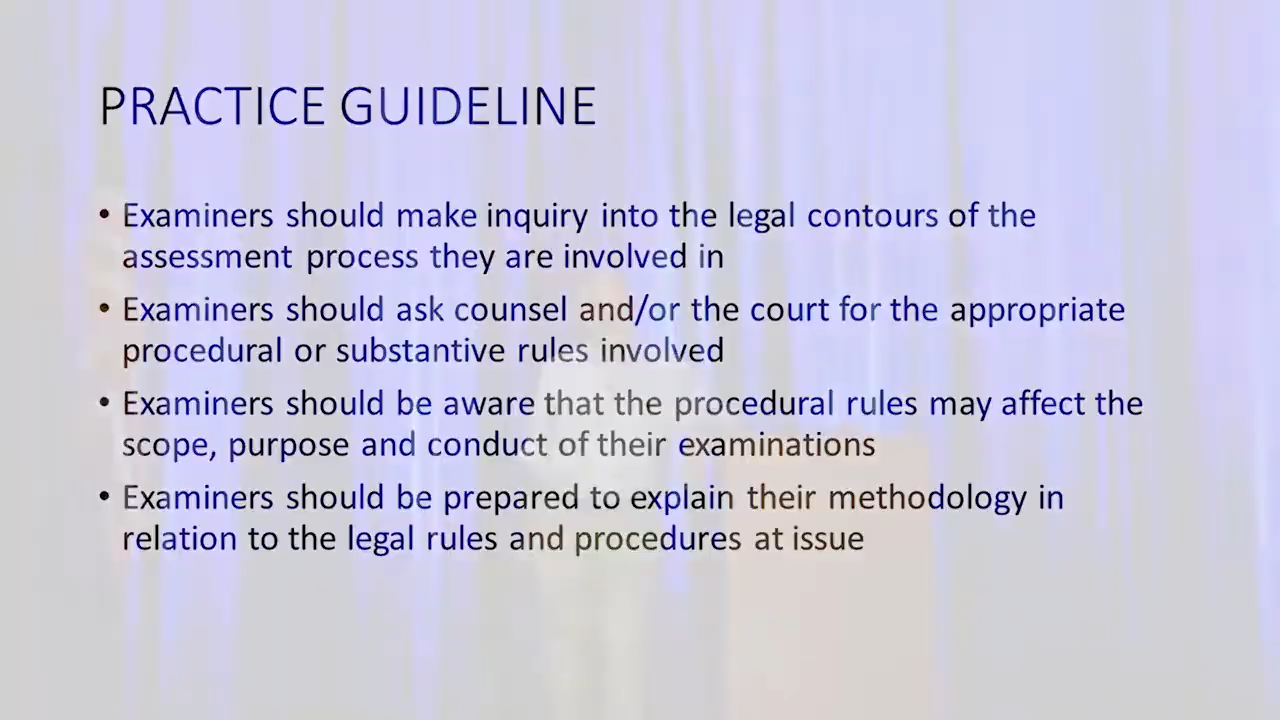 PRACTICE GUIDELINE
• Examiners should make inquiry into the legal contours of the
assessment process they are involved in
• Examiners should ask counsel and/or the court for the appropriate
procedural or substantive rules involved
• Examiners should be aware that the procedural rules may affect the
scope, purpose and conduct of their examinations
• Examiners should be prepared to explain their methodology in
relation to the legal rules and procedures at issue